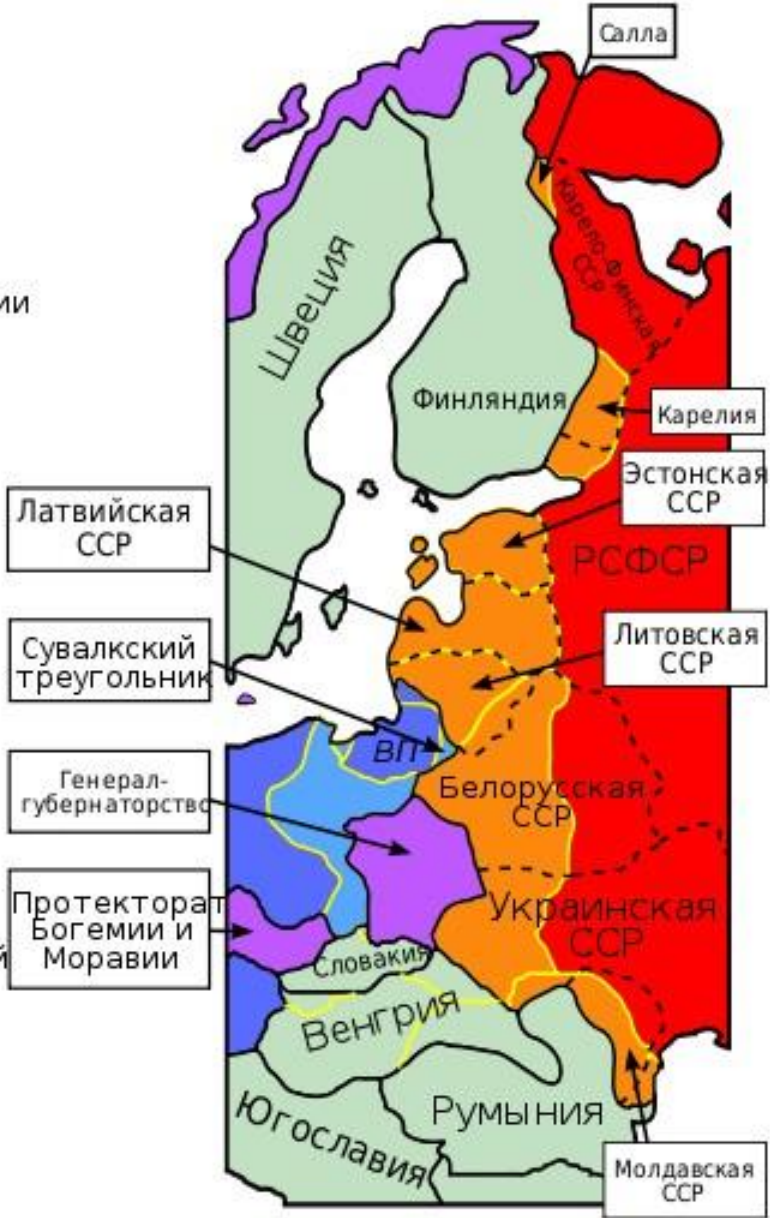 Салла
Карело-Финская
ССР
Швеция
ии
Финляндия
Карелия
Эстонская
ССР
Латвийская
ССР
РСФСР
Литовская
ССР
Сувалкский
треугольник
ВП
Генерал-
губернаторство
Белорусская
ССР
Протекторат
Богемии и
Моравии
й
Украинская
ССР
Словакия
Венгрия
Югославия
Румыния
Молдавская
ССР